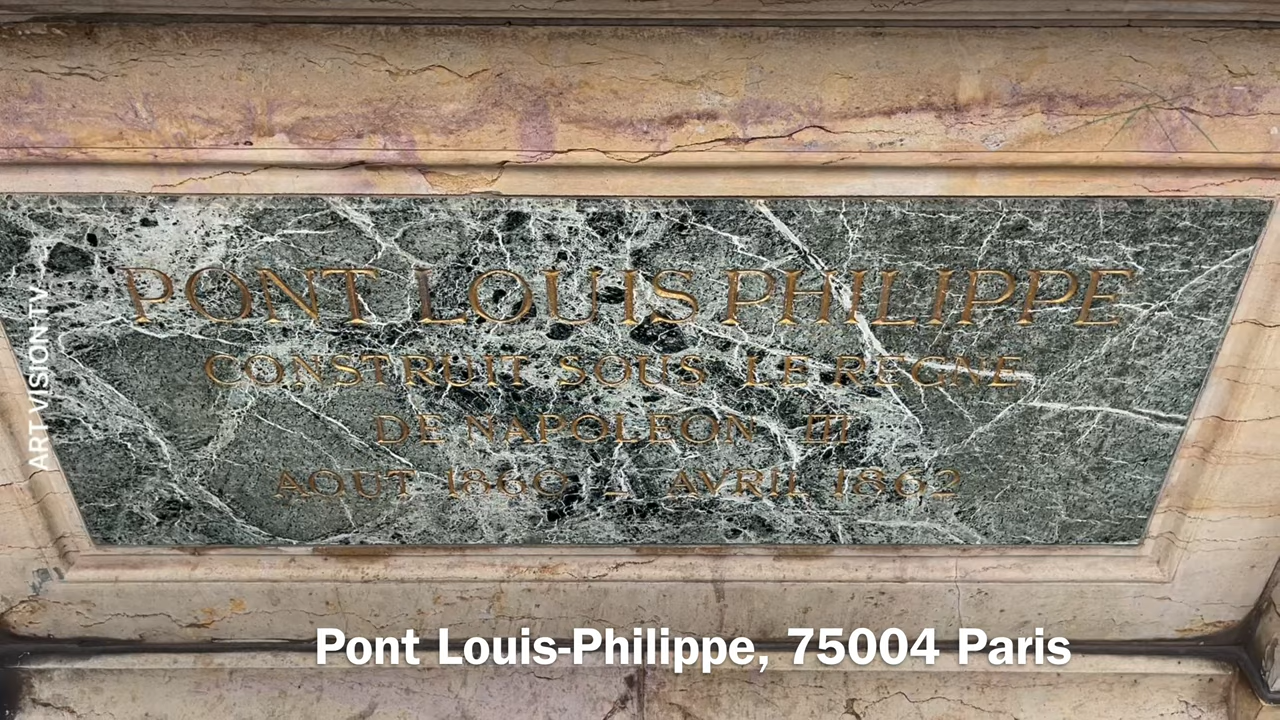 PONT LOUIS PHILIPPE
CONSTRUIT SOUS LE REGNE
DE NAPOLEON III
AOUT 1860 _ AVRIL 1862
ART VISION TV
Pont Louis-Philippe, 75004 Paris